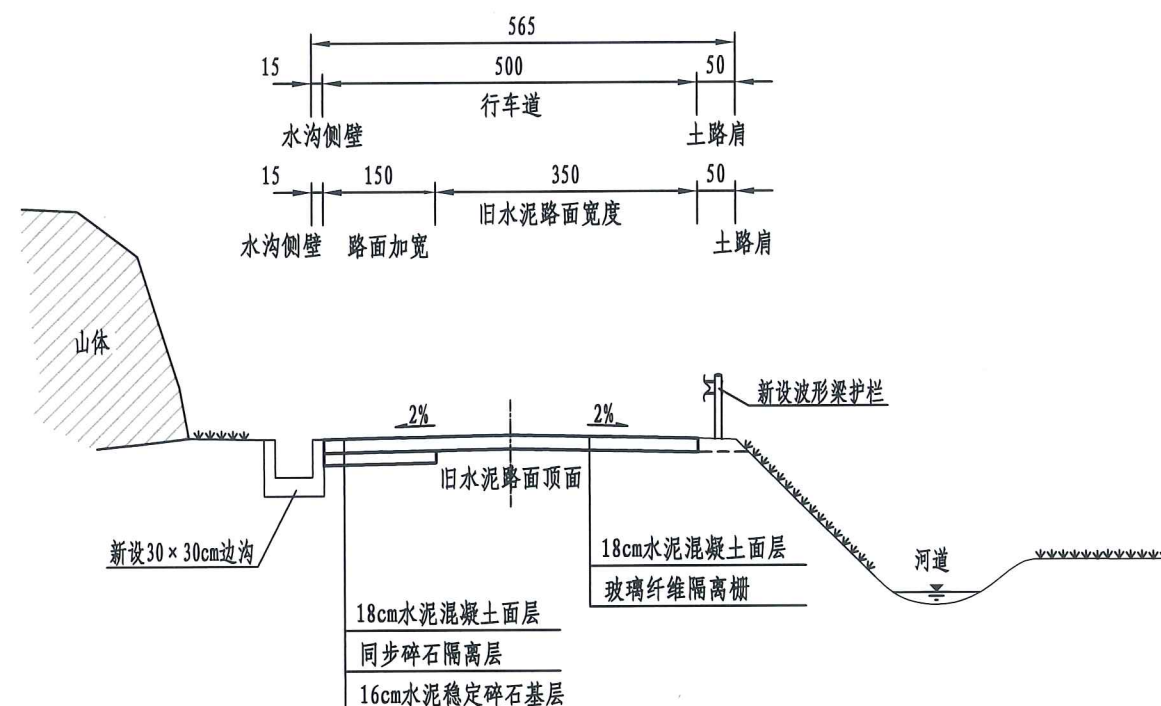 565
15 500 50
行车道
水沟侧壁 土路肩
15 150 350 50
旧水泥路面宽度
水沟侧壁 路面加宽 土路肩
山体
新设波形梁护栏
2% 2%
旧水泥路面顶面
新设30×30cm边沟
18cm水泥混凝土面层
玻璃纤维隔离栅
河道
18cm水泥混凝土面层
同步碎石隔离层
16cm水泥稳定碎石基层